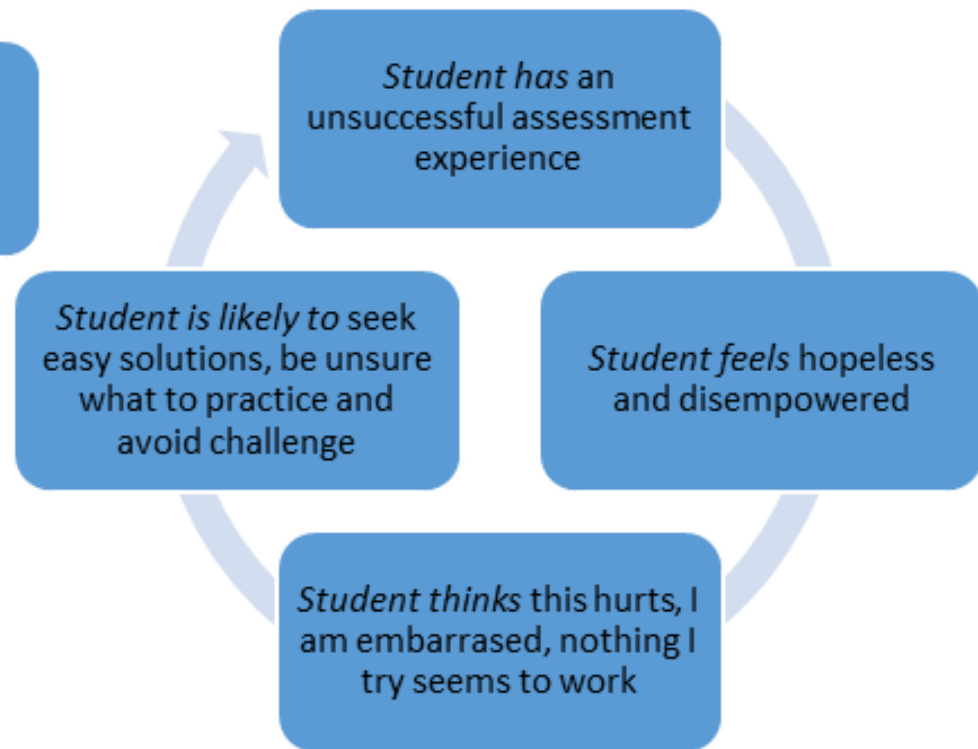 Student has an
unsuccessful assessment
experience
Student feels hopeless
and disempowered
Student thinks this hurts, I
am embarrased, nothing I
try seems to work
Student is likely to seek
easy solutions, be unsure
what to practice and
avoid challenge